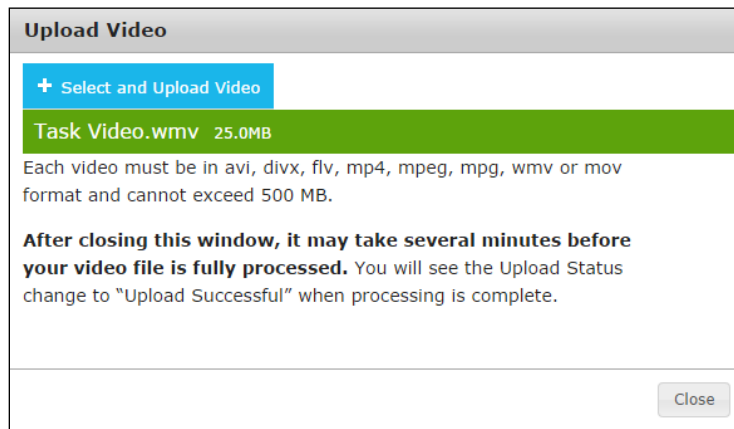 Upload Video
+ Select and Upload Video
Task Video.wmv 25.0MB
Each video must be in avi, divx, flv, mp4, mpeg, mpg, wmv or mov
format and cannot exceed 500 MB.
After closing this window, it may take several minutes before
your video file is fully processed. You will see the Upload Status
change to “Upload Successful” when processing is complete.
Close